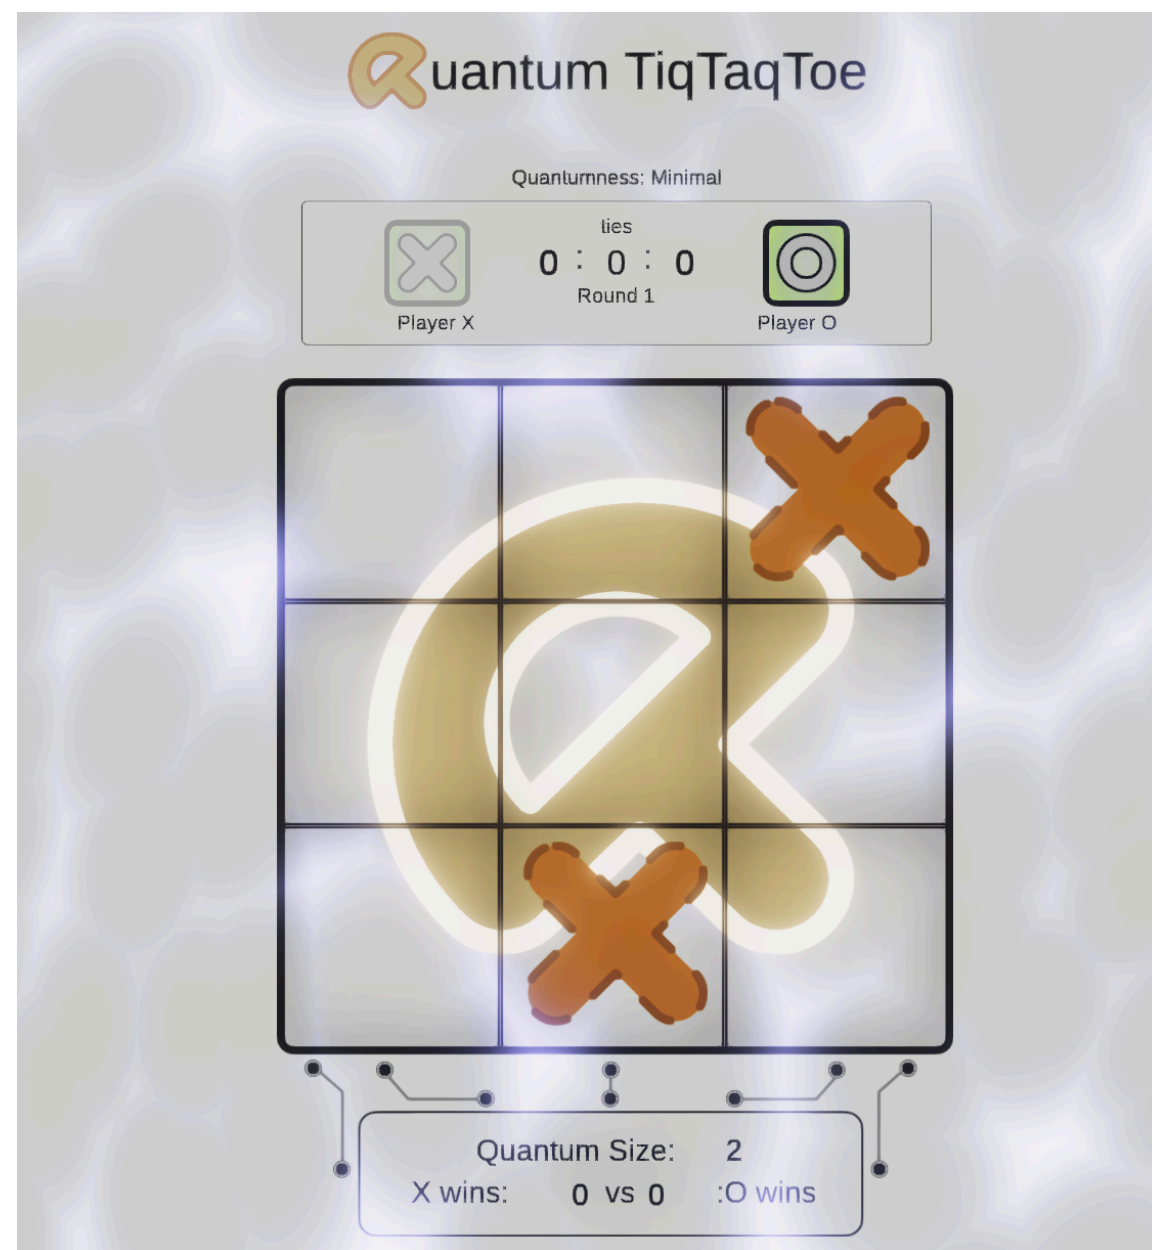 Quantum TiqTaqToe
Quantumness: Minimal
ties
0 : 0 : 0
Round 1
Player X
Player O
Quantum Size: 2
X wins: 0 vs 0 :O wins